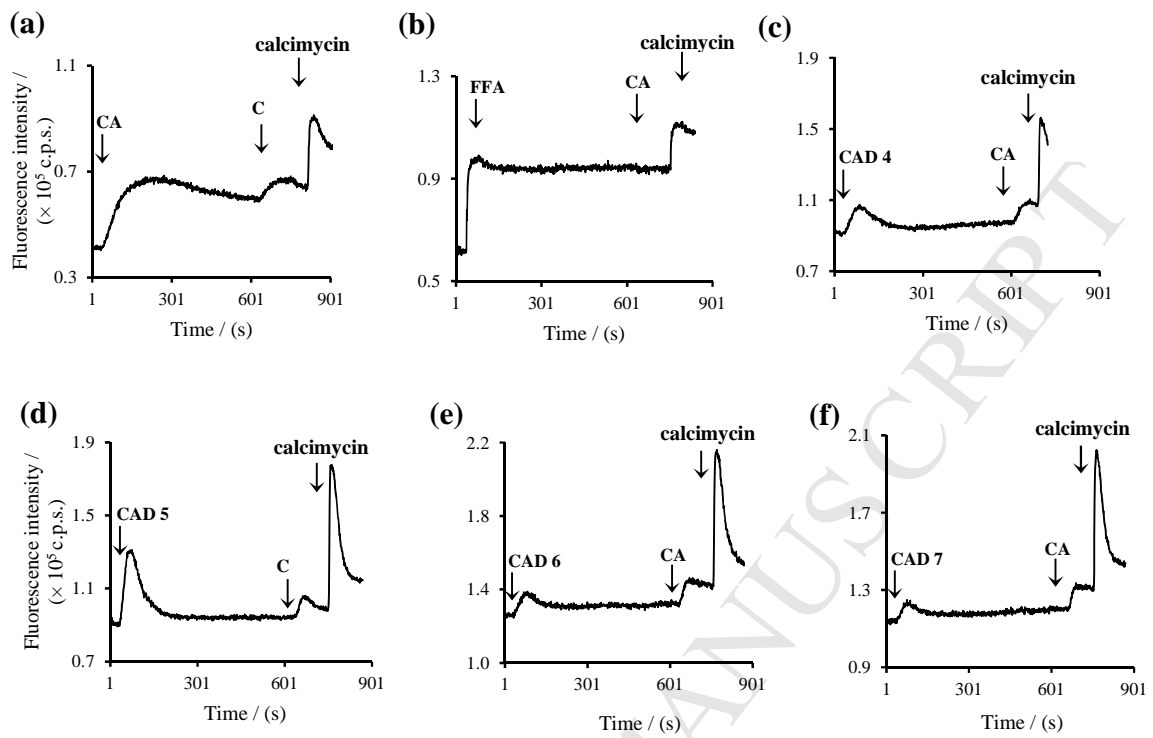 (a)
calcimycin
CA
C
Fluorescence intensity /
(× 10⁵ c.p.s.)
1.1
0.7
0.3
1 301 601 901
Time / (s)
(b)
calcimycin
FFA
CA
1.3
0.9
0.5
1 301 601 901
Time / (s)
(c)
calcimycin
CAD 4
CA
1.9
1.5
1.1
0.7
1 301 601 901
Time / (s)
(d)
calcimycin
CAD 5
C
Fluorescence intensity /
(× 10⁵ c.p.s.)
1.9
1.5
1.1
0.7
1 301 601 901
Time / (s)
(e)
calcimycin
CAD 6
CA
2.2
1.8
1.4
1.0
1 301 601 901
Time / (s)
(f)
calcimycin
CAD 7
CA
2.1
1.7
1.3
0.9
1 301 601 901
Time / (s)
ANUSCRIPT